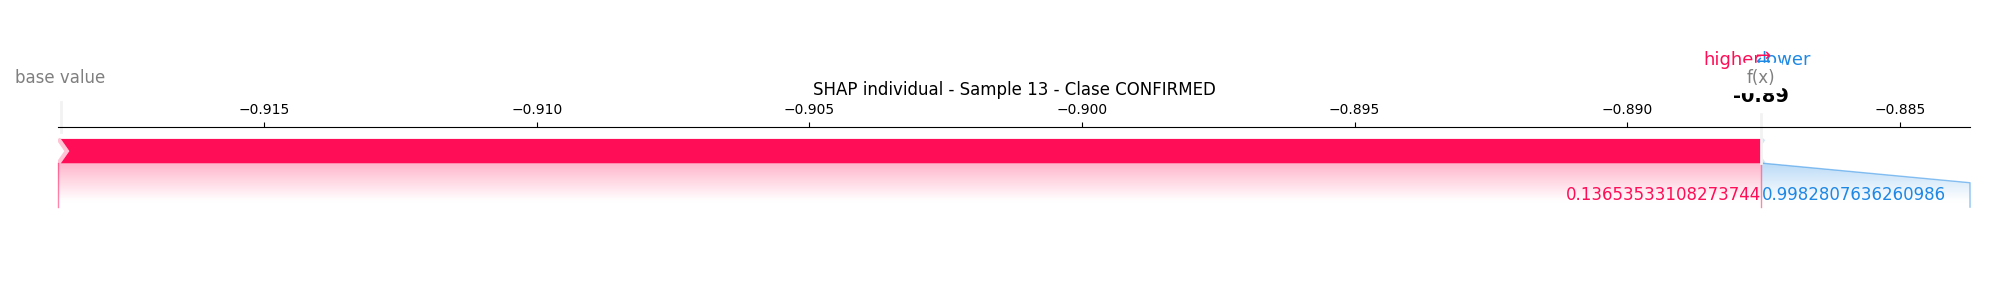 higher lower
base value f(x)
SHAP individual - Sample 13 - Clase CONFIRMED
-0.89
−0.915 −0.910 −0.905 −0.900 −0.895 −0.890 −0.885
0.13653533108273744 0.9982807636260986